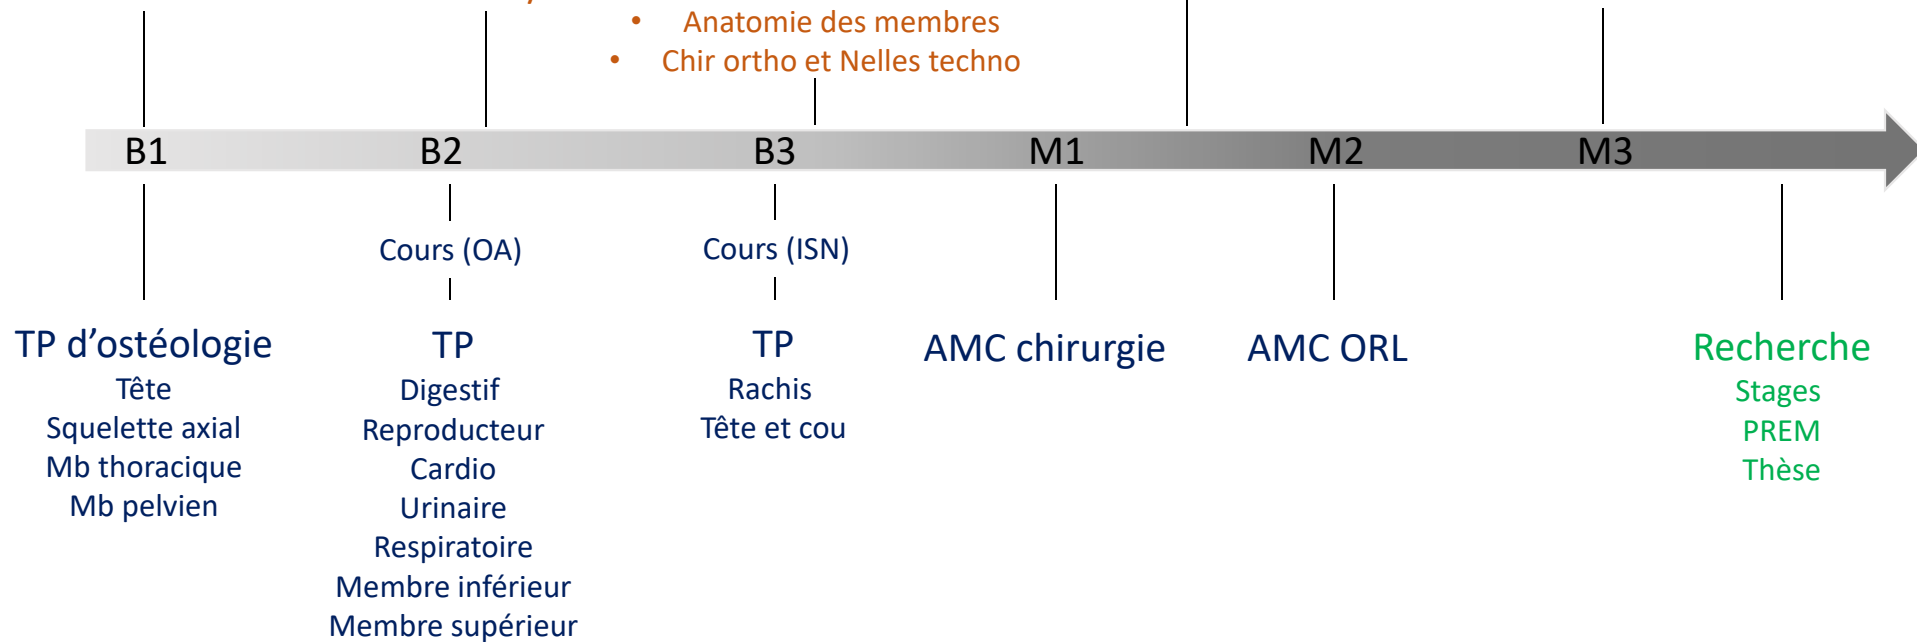 • Anatomie des membres
• Chir ortho et Nelles techno
B1 B2 B3 M1 M2 M3
Cours (OA)
Cours (ISN)
TP d’ostéologie
Tête
Squelette axial
Mb thoracique
Mb pelvien
TP
Digestif
Reproducteur
Cardio
Urinaire
Respiratoire
Membre inférieur
Membre supérieur
TP
Rachis
Tête et cou
AMC chirurgie
AMC ORL
Recherche
Stages
PREM
Thèse